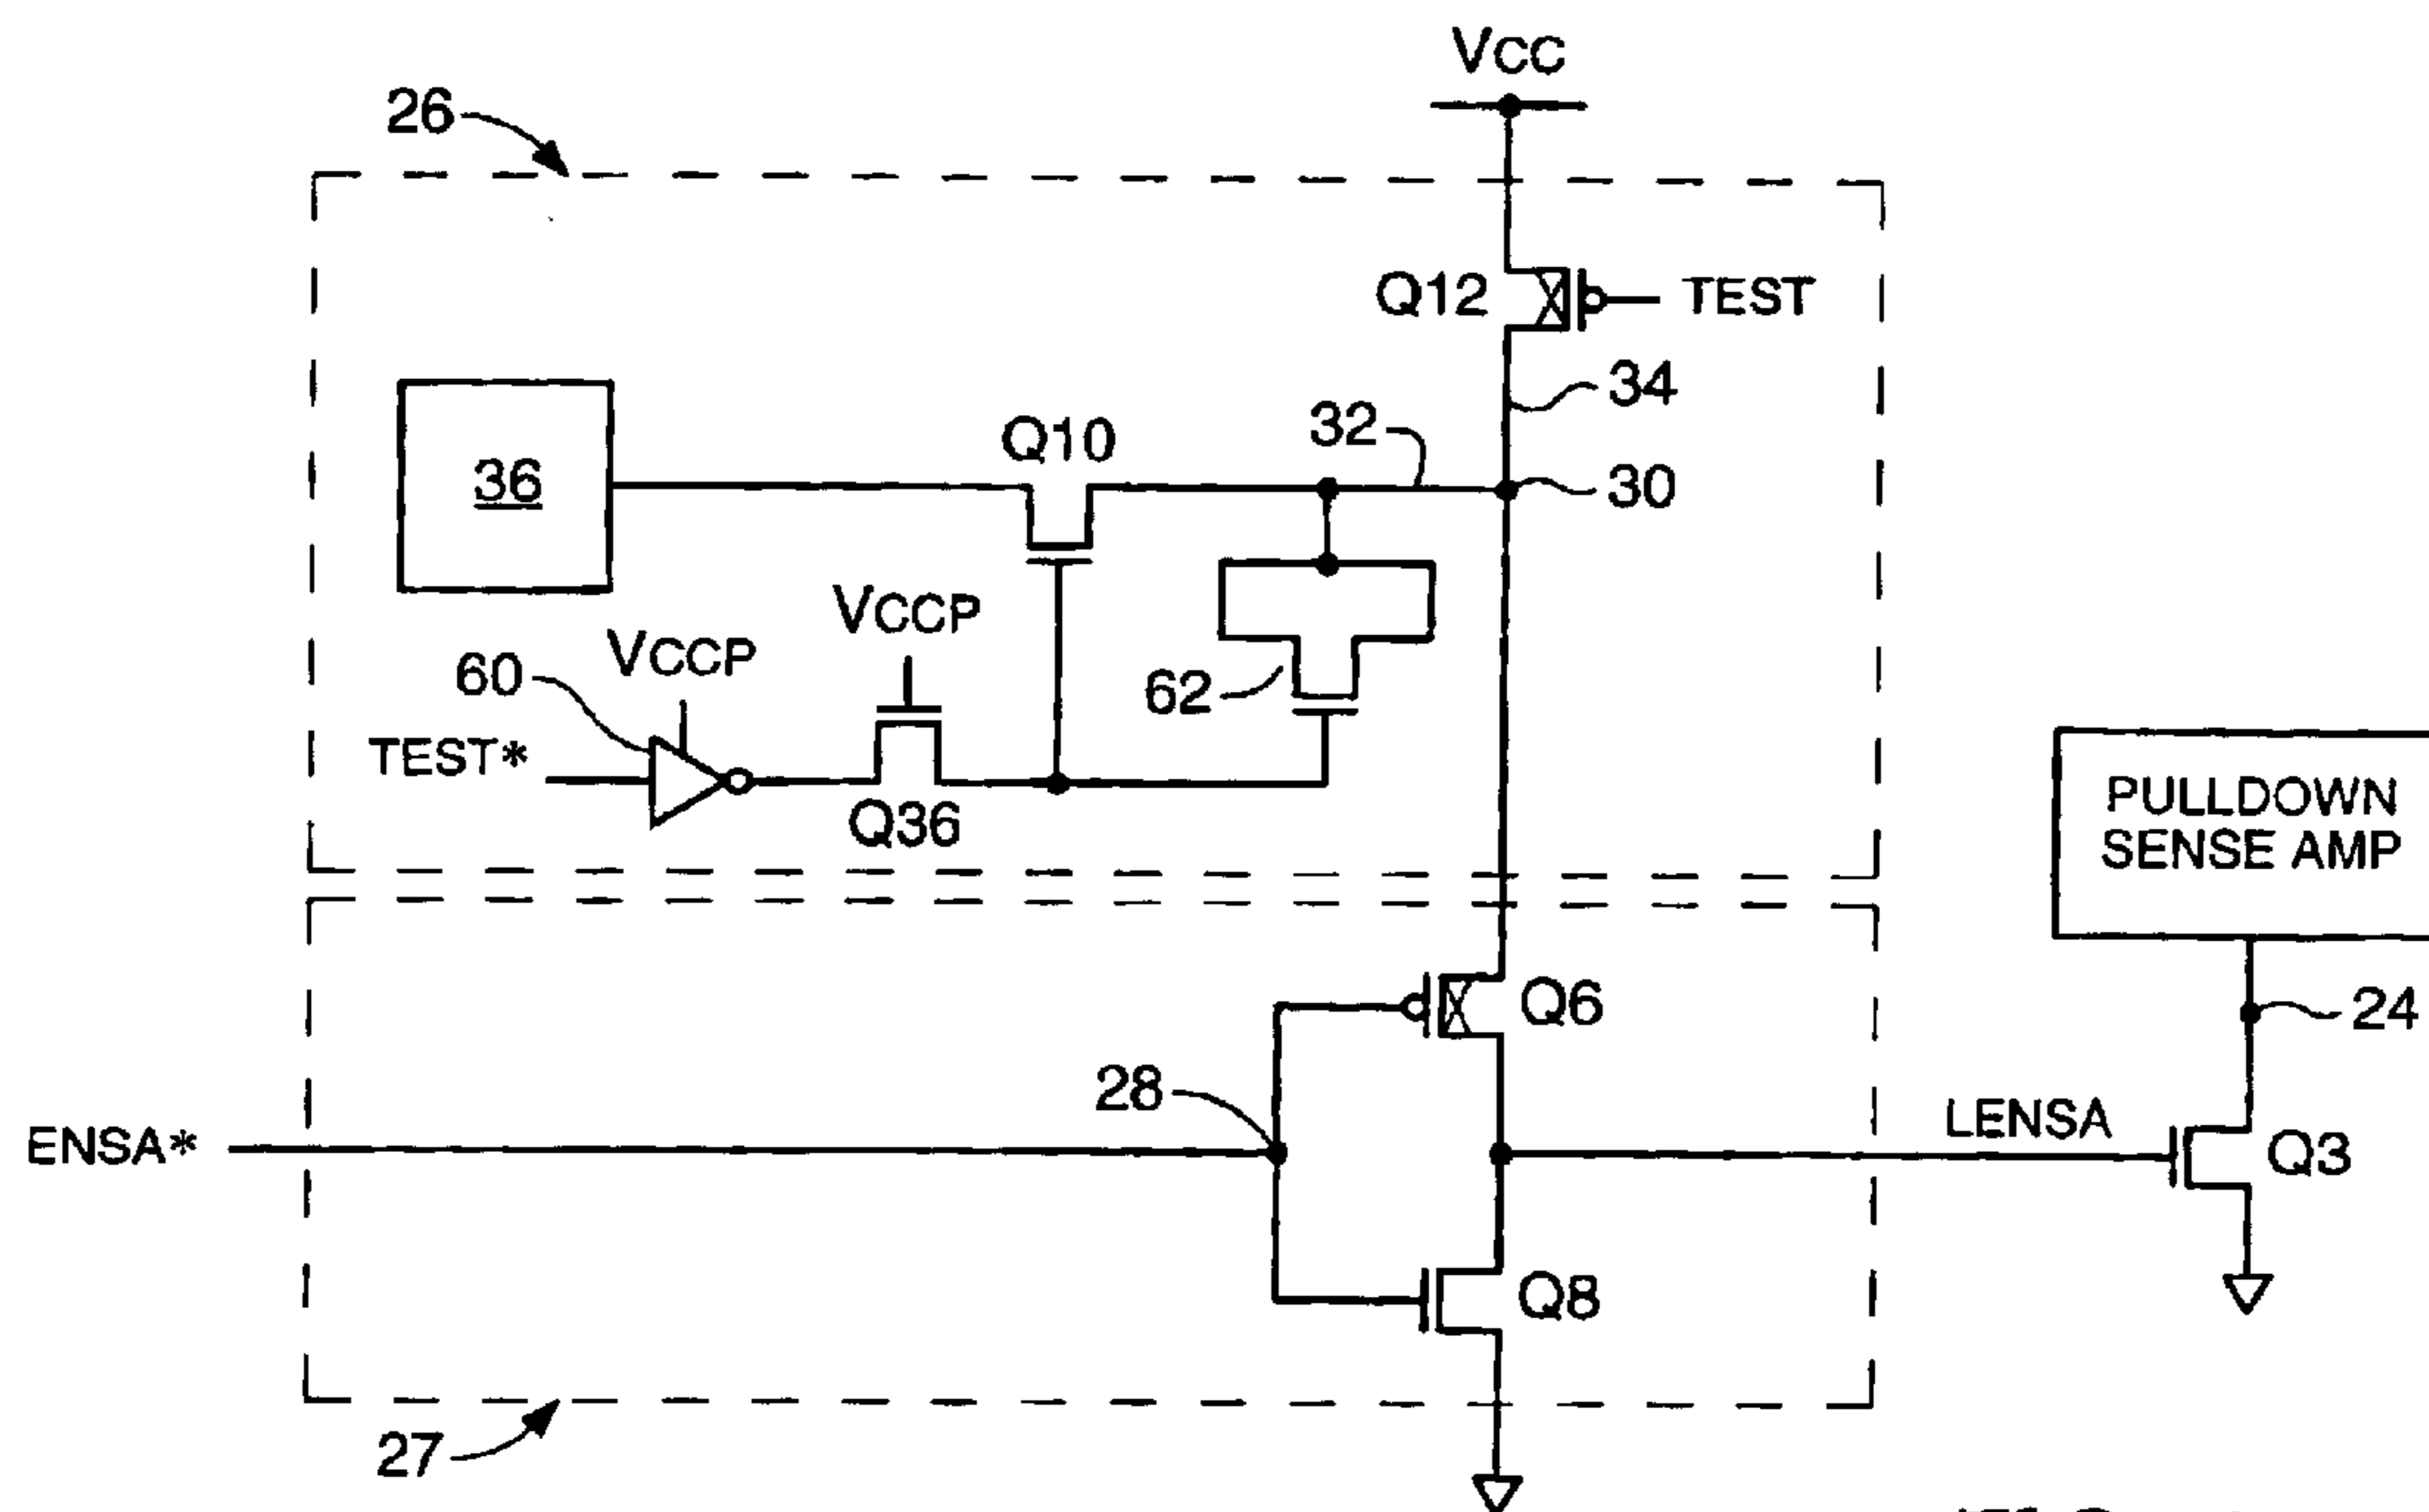 VCC
26
Q12
TEST
34
Q10
32
36
30
VCCP
VCCP
60
62
TEST*
Q36
PULLDOWN
SENSE AMP
Q6
24
28
LENSA
ENSA*
Q3
Q8
27